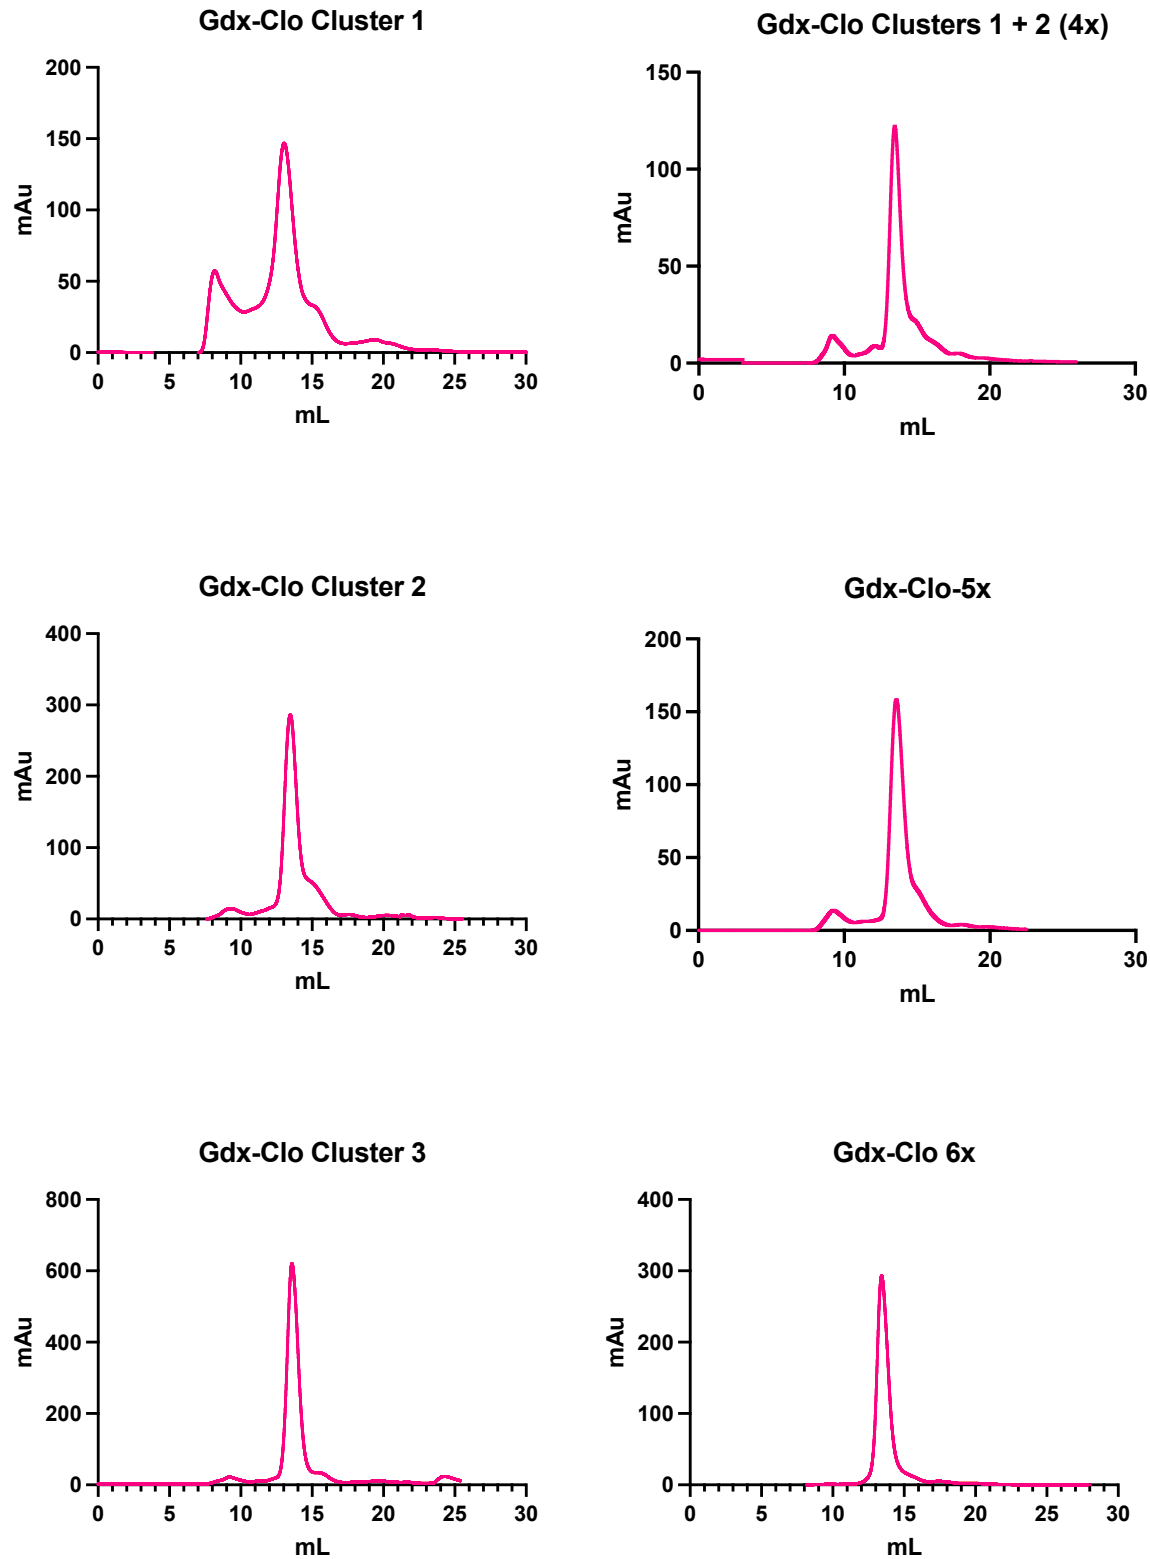 Gdx-Clo Cluster 1
200
150
100
50
0
mAu
0 5 10 15 20 25 30
mL
Gdx-Clo Clusters 1 + 2 (4x)
150
100
50
0
mAu
0 10 20 30
mL
Gdx-Clo Cluster 2
400
300
200
100
0
mAu
0 5 10 15 20 25 30
mL
Gdx-Clo-5x
200
150
100
50
0
mAu
0 10 20 30
mL
Gdx-Clo Cluster 3
800
600
400
200
0
mAu
0 5 10 15 20 25 30
mL
Gdx-Clo 6x
400
300
200
100
0
mAu
0 5 10 15 20 25 30
mL